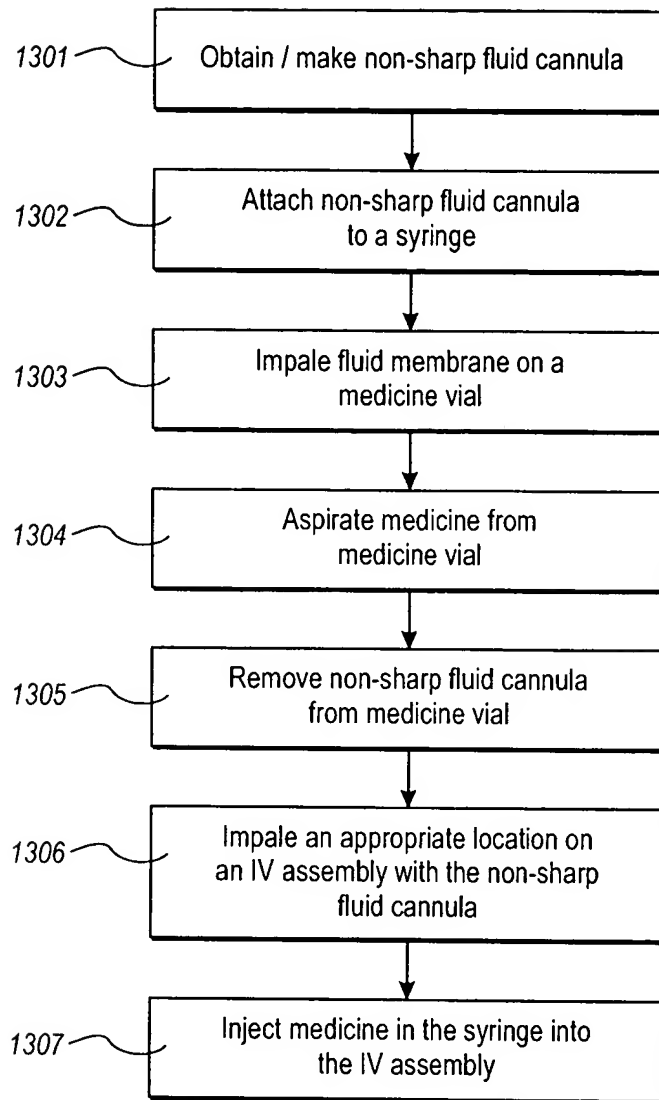 1301
Obtain / make non-sharp fluid cannula
1302
Attach non-sharp fluid cannula
to a syringe
1303
Impale fluid membrane on a
medicine vial
1304
Aspirate medicine from
medicine vial
1305
Remove non-sharp fluid cannula
from medicine vial
1306
Impale an appropriate location on
an IV assembly with the non-sharp
fluid cannula
1307
Inject medicine in the syringe into
the IV assembly